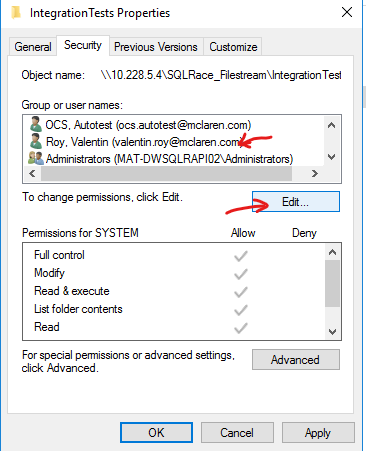 IntegrationTests Properties
General Security Previous Versions Customize
Object name: \\10.228.5.4\SQLRace_Filestream\IntegrationTest
Group or user names:
OCS, Autotest (ocs.autotest@mclaren.com)
Roy, Valentin (valentin.roy@mclaren.com
Administrators (MAT-DWSQLRAPI02\Administrators)
To change permissions, click Edit.
Edit...
Permissions for SYSTEM Allow Deny
Full control
Modify
Read & execute
List folder contents
Read
For special permissions or advanced settings,
click Advanced.
Advanced
OK Cancel Apply